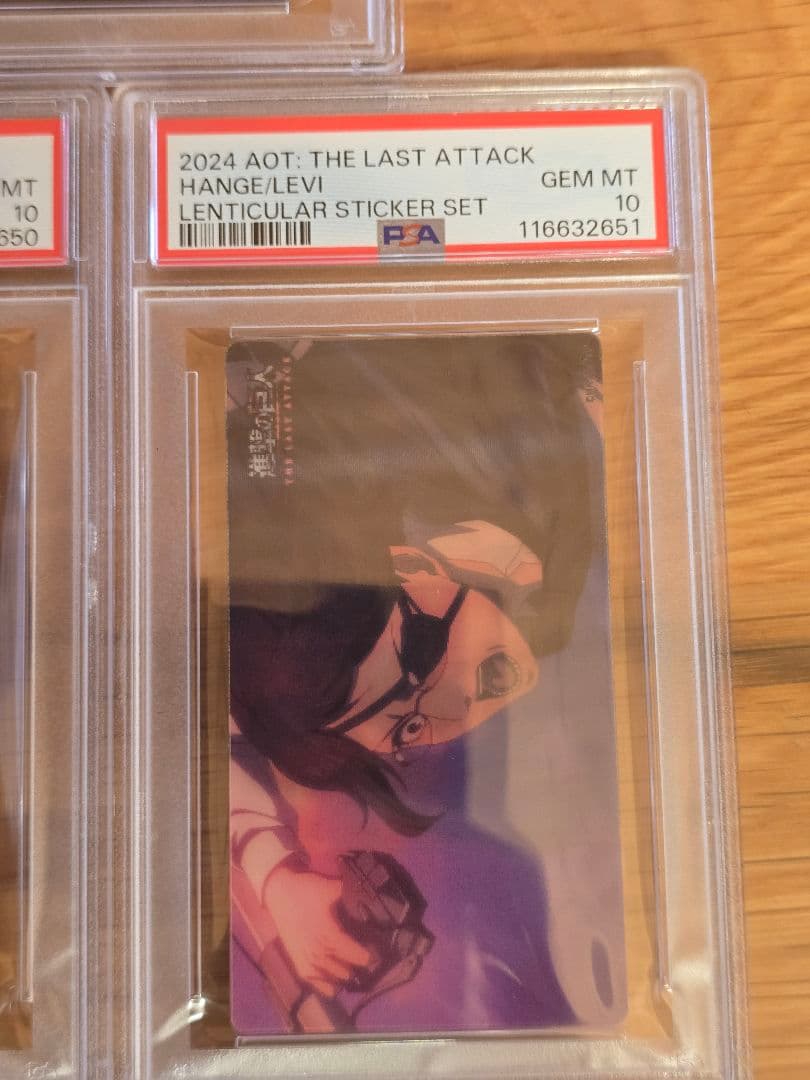 MT
10
650
2024 AOT: THE LAST ATTACK
HANGE/LEVI
GEM MT
LENTICULAR STICKER SET
10
PSA
116632651
進撃の巨人
THE LAST ATTACK